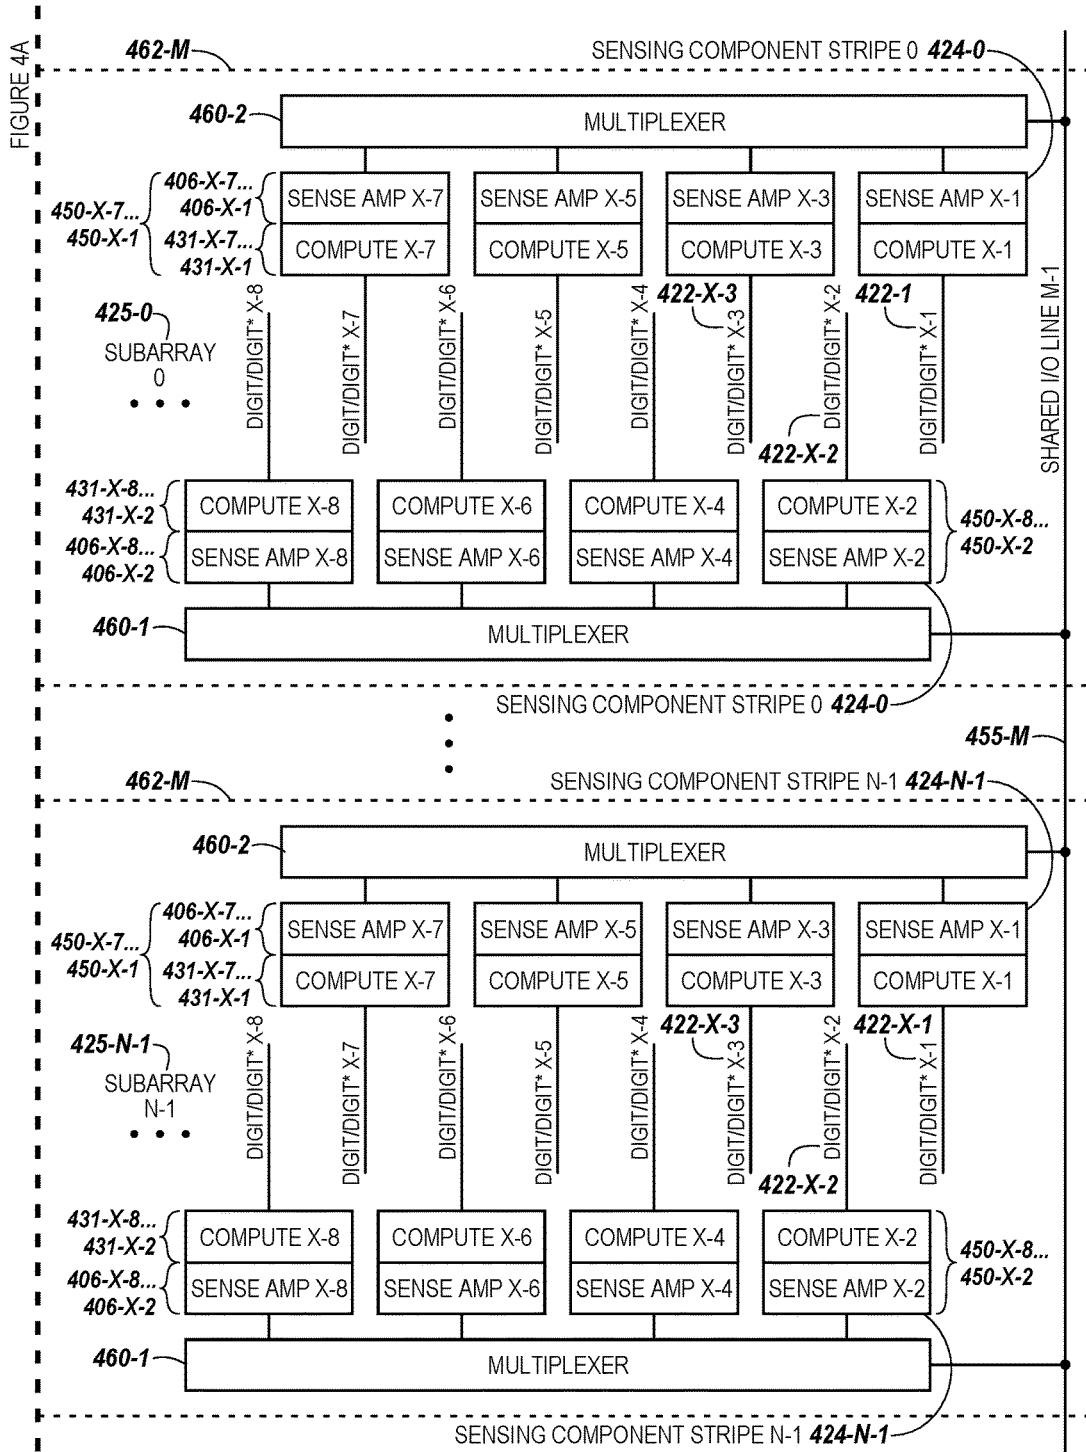 FIGURE 4A
462-M
SENSING COMPONENT STRIPE 0 424-0
460-2
MULTIPLEXER
450-X-7...
450-X-1
406-X-7...
406-X-1
431-X-7...
431-X-1
SENSE AMP X-7
COMPUTE X-7
SENSE AMP X-5
COMPUTE X-5
SENSE AMP X-3
COMPUTE X-3
SENSE AMP X-1
COMPUTE X-1
SHARED I/O LINE M-1
425-0
SUBARRAY
0
DIGIT/DIGIT* X-8
DIGIT/DIGIT* X-7
DIGIT/DIGIT* X-6
DIGIT/DIGIT* X-5
DIGIT/DIGIT* X-4
422-X-3
DIGIT/DIGIT* X-3
DIGIT/DIGIT* X-2
422-X-2
422-1
DIGIT/DIGIT* X-1
431-X-8...
431-X-2
406-X-8...
406-X-2
COMPUTE X-8
SENSE AMP X-8
COMPUTE X-6
SENSE AMP X-6
COMPUTE X-4
SENSE AMP X-4
COMPUTE X-2
SENSE AMP X-2
450-X-8...
450-X-2
460-1
MULTIPLEXER
SENSING COMPONENT STRIPE 0 424-0
455-M
462-M
SENSING COMPONENT STRIPE N-1 424-N-1
460-2
MULTIPLEXER
450-X-7...
450-X-1
406-X-7...
406-X-1
431-X-7...
431-X-1
SENSE AMP X-7
COMPUTE X-7
SENSE AMP X-5
COMPUTE X-5
SENSE AMP X-3
COMPUTE X-3
SENSE AMP X-1
COMPUTE X-1
425-N-1
SUBARRAY
N-1
DIGIT/DIGIT* X-8
DIGIT/DIGIT* X-7
DIGIT/DIGIT* X-6
DIGIT/DIGIT* X-5
DIGIT/DIGIT* X-4
422-X-3
DIGIT/DIGIT* X-3
DIGIT/DIGIT* X-2
422-X-2
422-X-1
DIGIT/DIGIT* X-1
431-X-8...
431-X-2
406-X-8...
406-X-2
COMPUTE X-8
SENSE AMP X-8
COMPUTE X-6
SENSE AMP X-6
COMPUTE X-4
SENSE AMP X-4
COMPUTE X-2
SENSE AMP X-2
450-X-8...
450-X-2
460-1
MULTIPLEXER
SENSING COMPONENT STRIPE N-1 424-N-1